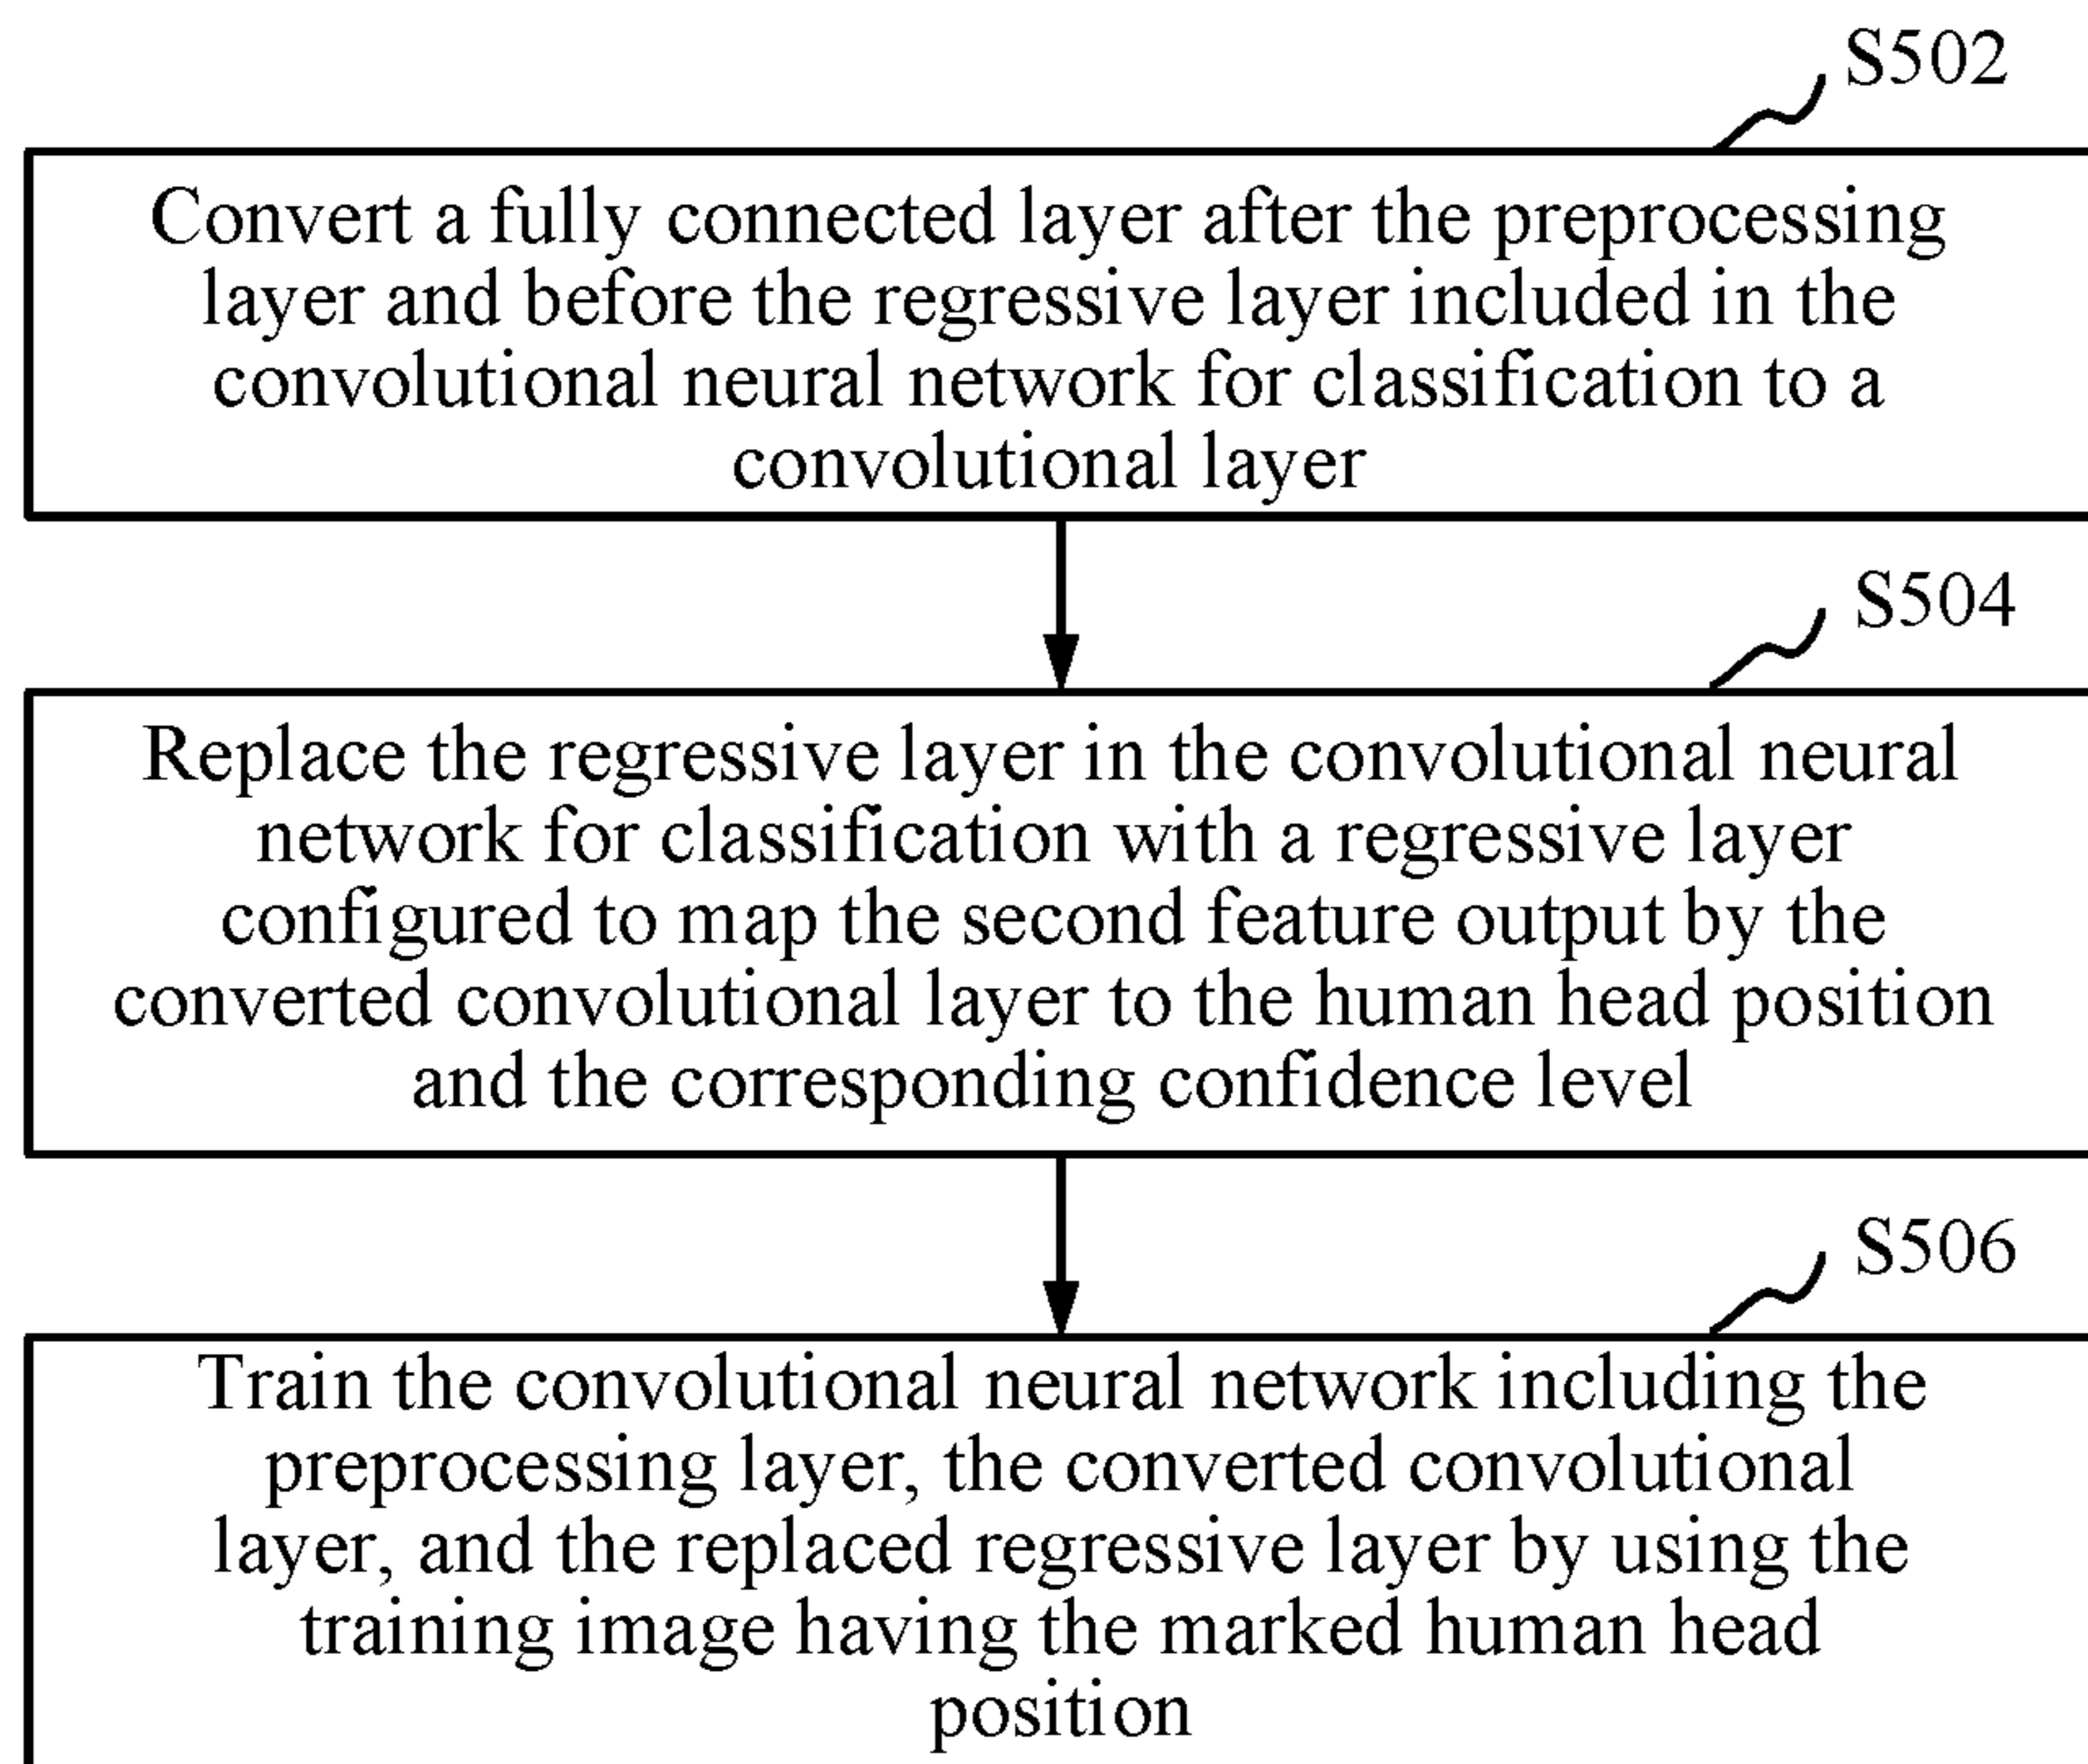 S502
Convert a fully connected layer after the preprocessing
layer and before the regressive layer included in the
convolutional neural network for classification to a
convolutional layer
S504
Replace the regressive layer in the convolutional neural
network for classification with a regressive layer
configured to map the second feature output by the
converted convolutional layer to the human head position
and the corresponding confidence level
S506
Train the convolutional neural network including the
preprocessing layer, the converted convolutional
layer, and the replaced regressive layer by using the
training image having the marked human head
position